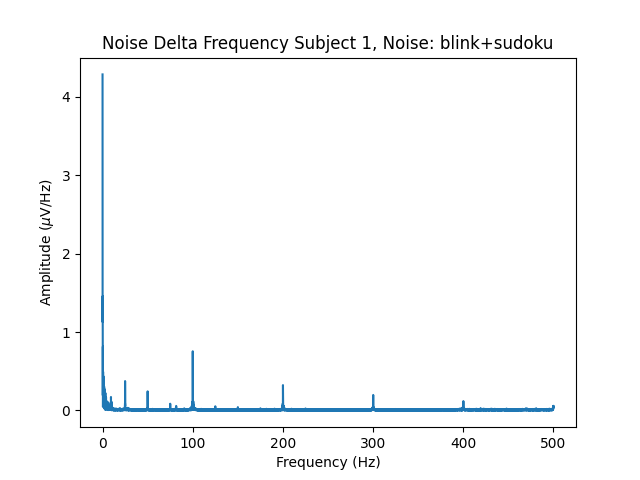 Noise Delta Frequency Subject 1, Noise: blink+sudoku
Amplitude (μV/Hz)
4
3
2
1
0
0 100 200 300 400 500
Frequency (Hz)